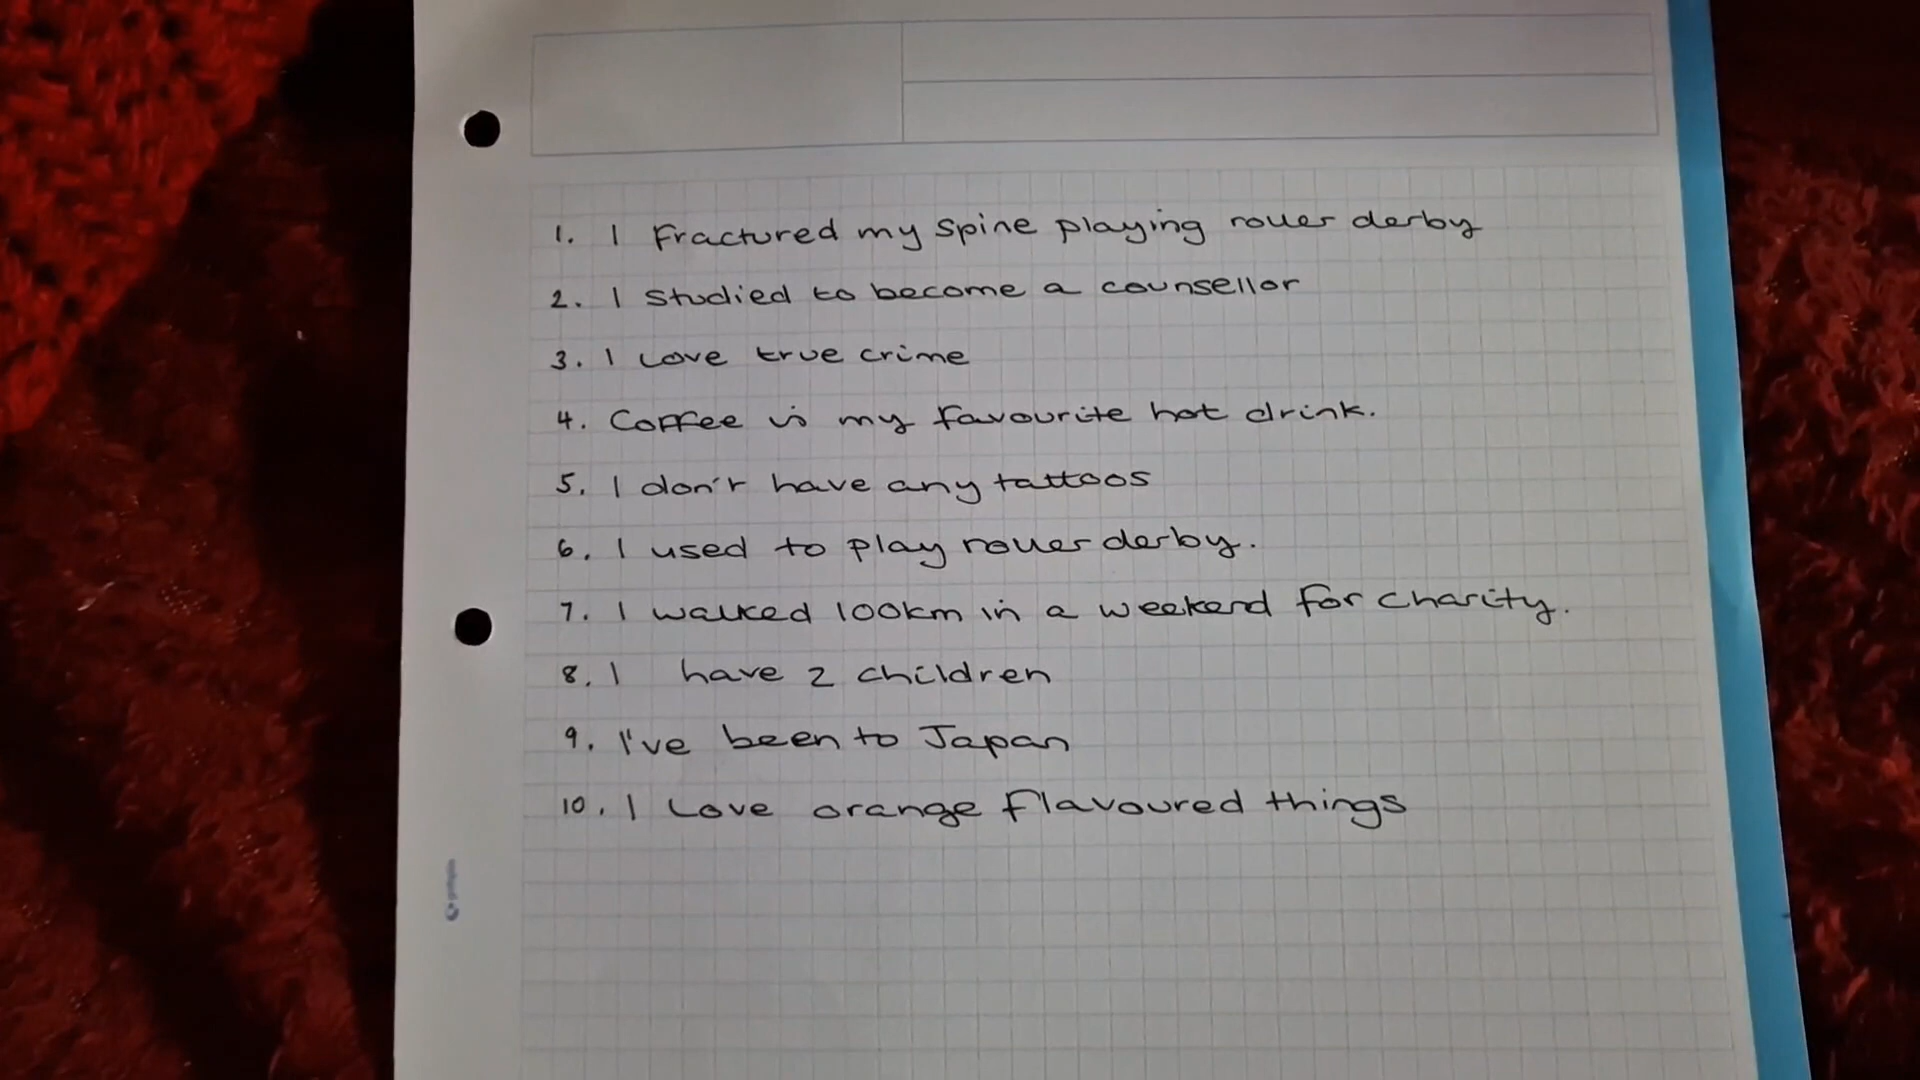 1. I Fractured my spine playing roller derby
2. I studied to become a counsellor
3. I love true crime
4. Coffee is my favourite hot drink.
5. I don't have any tattoos
6. I used to play roller derby.
7. I walked 100km in a weekend for charity.
8. I have 2 children
9. I've been to Japan
10. I love orange flavoured things